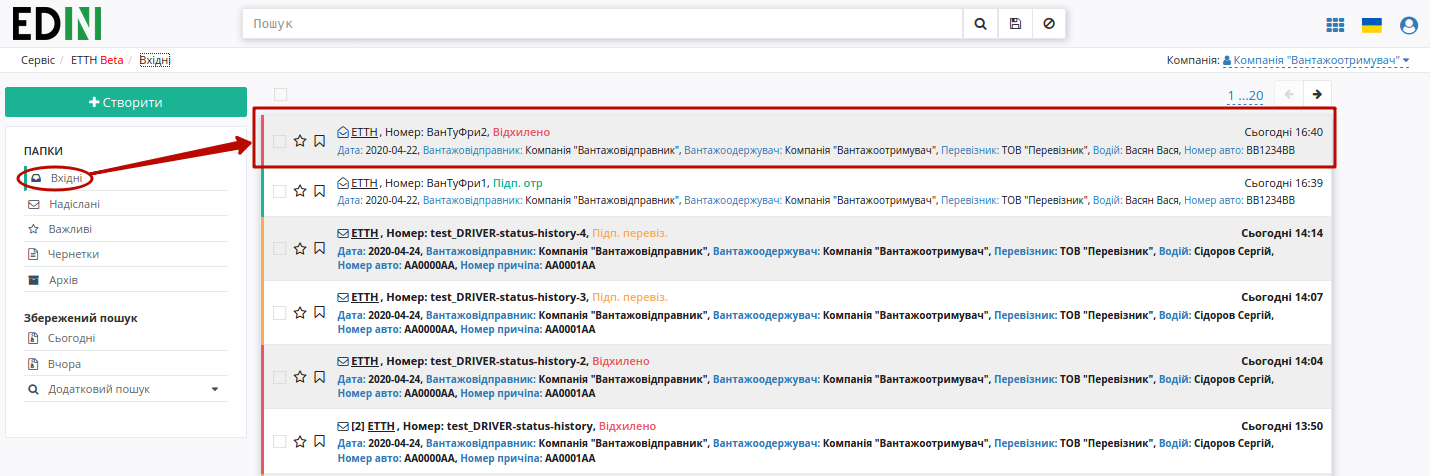 EDIN
Пошук
Сервіс / ЕТТН Beta / Вхідні
Компанія: Компанія "Вантажоотримувач"
Створити
1 ...20
ПАПКИ
Вхідні
Надіслані
Важливі
Чернетки
Архів
Збережений пошук
Сьогодні
Вчора
Додатковий пошук
ЕТТН , Номер: ВанТуФри2, Відхилено Сьогодні 16:40
Дата: 2020-04-22, Вантажовідправник: Компанія "Вантажовідправник", Вантажоодержувач: Компанія "Вантажоотримувач", Перевізник: ТОВ "Перевізник", Водій: Васян Вася, Номер авто: ВВ1234ВВ
ЕТТН , Номер: ВанТуФри1, Підп. отр Сьогодні 16:39
Дата: 2020-04-22, Вантажовідправник: Компанія "Вантажовідправник", Вантажоодержувач: Компанія "Вантажоотримувач", Перевізник: ТОВ "Перевізник", Водій: Васян Вася, Номер авто: ВВ1234ВВ
ЕТТН , Номер: test_DRIVER-status-history-4, Підп. перевіз. Сьогодні 14:14
Дата: 2020-04-24, Вантажовідправник: Компанія "Вантажовідправник", Вантажоодержувач: Компанія "Вантажоотримувач", Перевізник: ТОВ "Перевізник", Водій: Сідоров Сергій,
Номер авто: АА0000АА, Номер причіпа: АА0001АА
ЕТТН , Номер: test_DRIVER-status-history-3, Підп. перевіз. Сьогодні 14:07
Дата: 2020-04-24, Вантажовідправник: Компанія "Вантажовідправник", Вантажоодержувач: Компанія "Вантажоотримувач", Перевізник: ТОВ "Перевізник", Водій: Сідоров Сергій,
Номер авто: АА0000АА, Номер причіпа: АА0001АА
ЕТТН , Номер: test_DRIVER-status-history-2, Відхилено Сьогодні 14:04
Дата: 2020-04-24, Вантажовідправник: Компанія "Вантажовідправник", Вантажоодержувач: Компанія "Вантажоотримувач", Перевізник: ТОВ "Перевізник", Водій: Сідоров Сергій,
Номер авто: АА0000АА, Номер причіпа: АА0001АА
[2] ЕТТН , Номер: test_DRIVER-status-history, Відхилено Сьогодні 13:50
Дата: 2020-04-24, Вантажовідправник: Компанія "Вантажовідправник", Вантажоодержувач: Компанія "Вантажоотримувач", Перевізник: ТОВ "Перевізник", Водій: Сідоров Сергій,
Номер авто: АА0000АА, Номер причіпа: АА0001АА